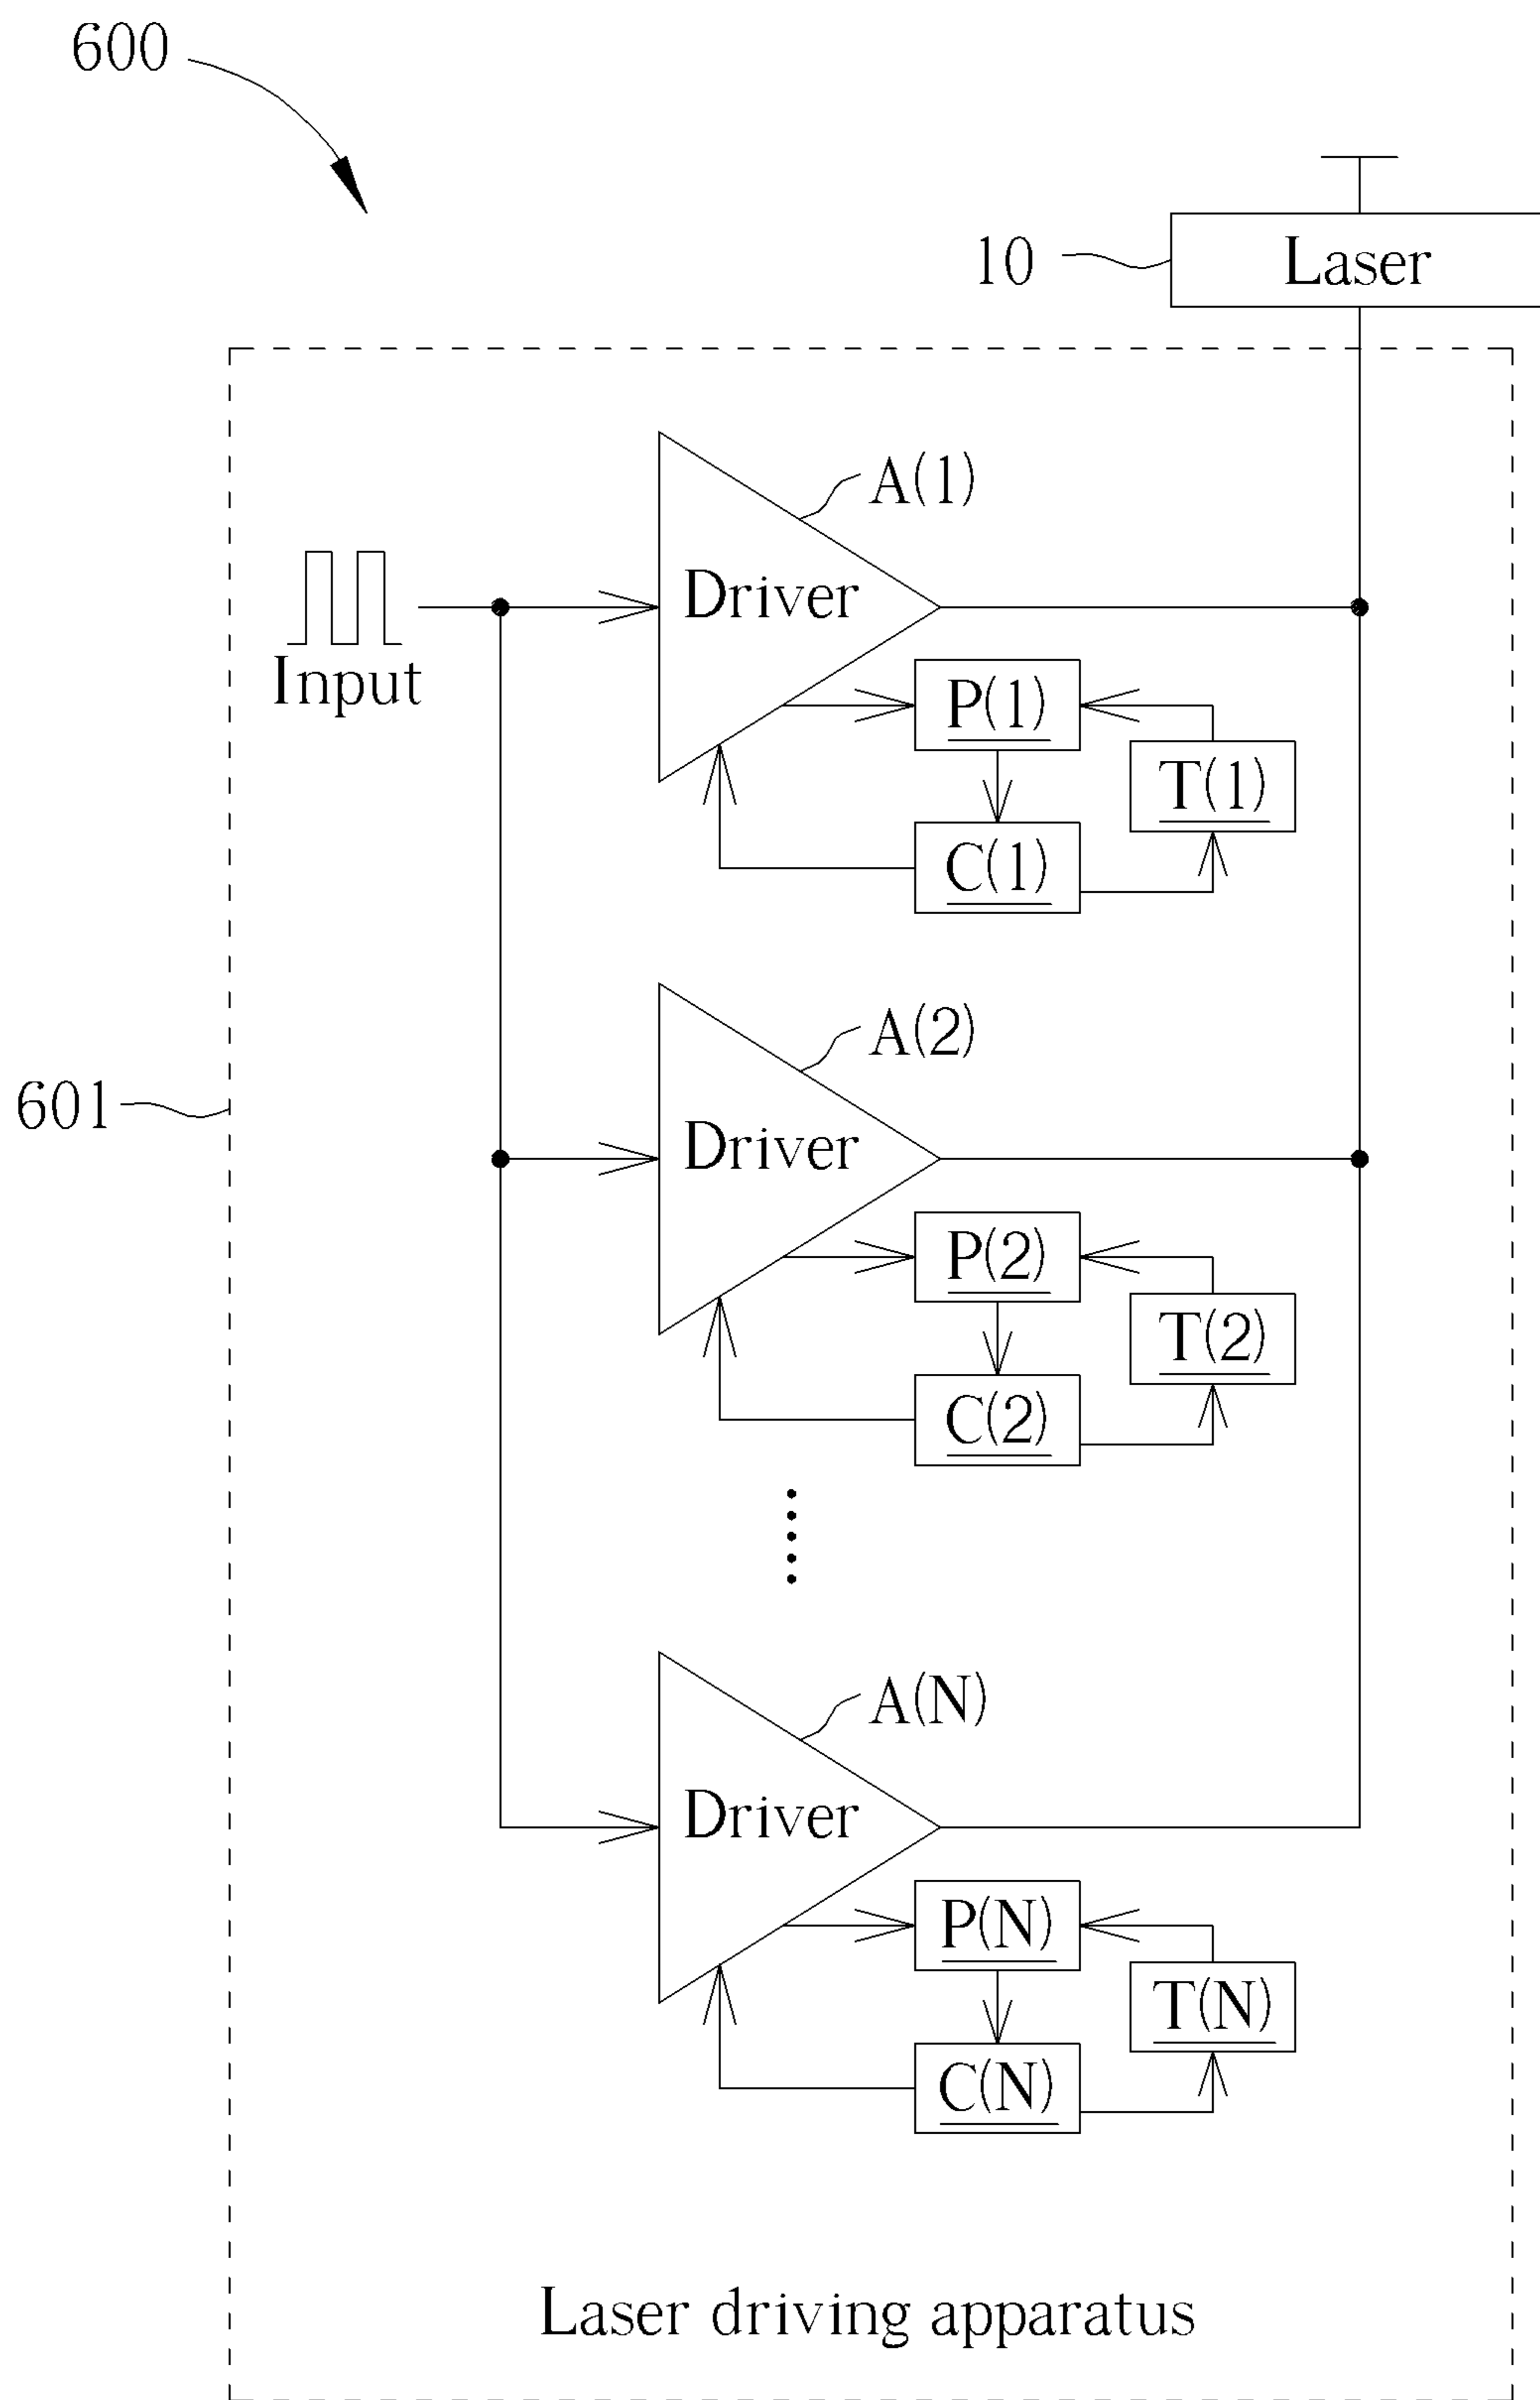 600
10
Laser
A(1)
Driver
Input
P(1)
T(1)
C(1)
A(2)
601
Driver
P(2)
T(2)
C(2)
A(N)
Driver
P(N)
T(N)
C(N)
Laser driving apparatus